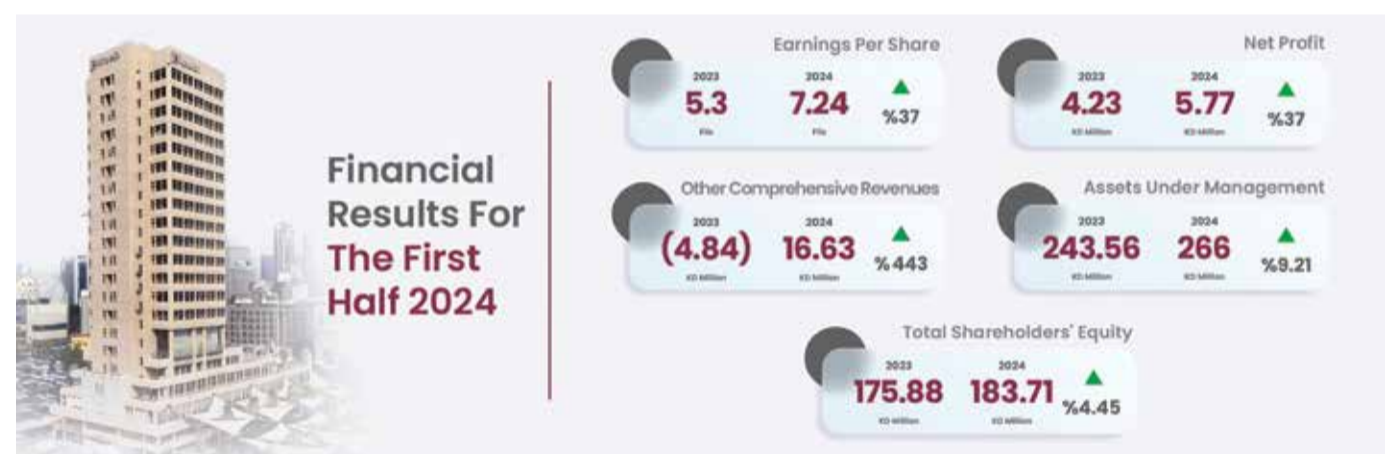 Financial
Results For
The First
Half 2024
Earnings Per Share
2023 2024
5.3 7.24
%37
Fils Fils
Net Profit
2023 2024
4.23 5.77
%37
KD Million KD Million
Other Comprehensive Revenues
2023 2024
(4.84) 16.63
%443
KD Million KD Million
Assets Under Management
2023 2024
243.56 266
%9.21
KD Million KD Million
Total Shareholders' Equity
2023 2024
175.88 183.71
%4.45
KD Million KD Million